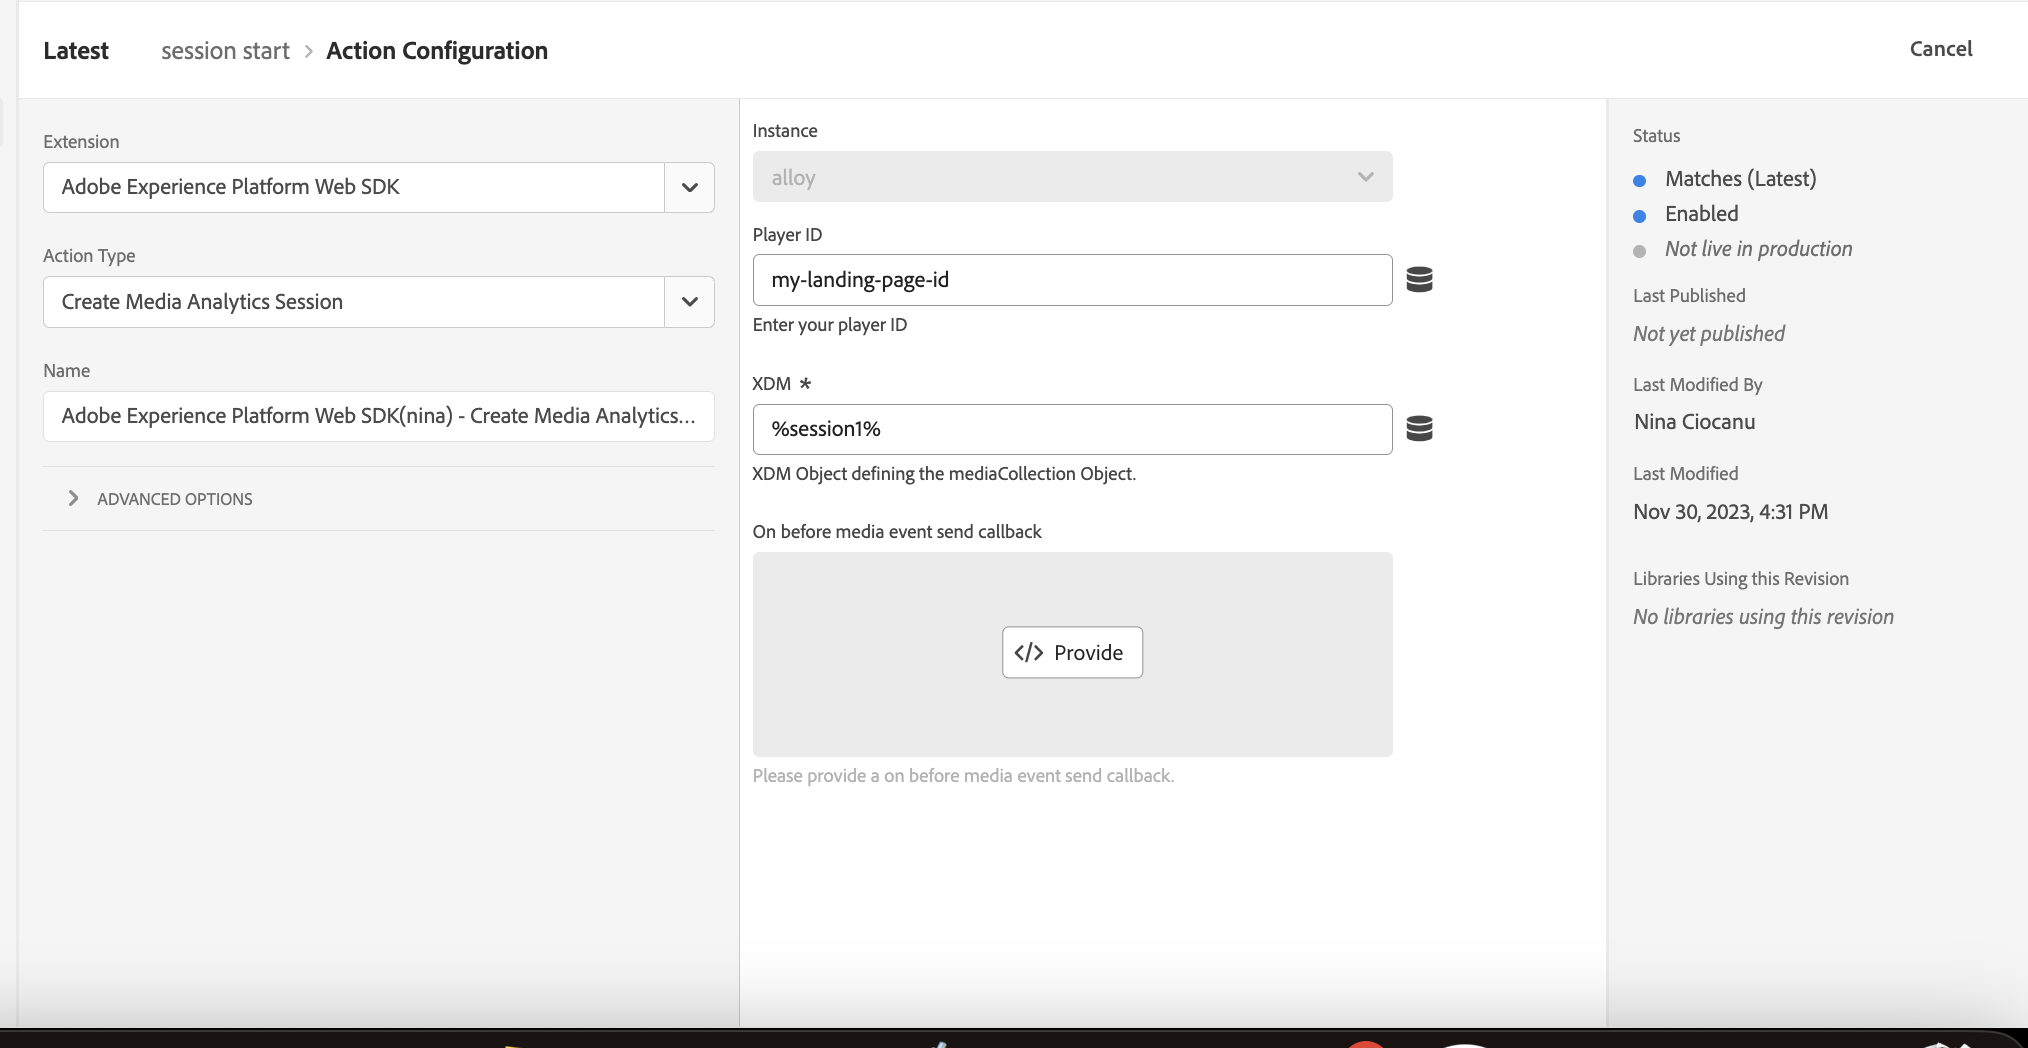 Latest
session start > Action Configuration
Cancel
Extension
Adobe Experience Platform Web SDK
Action Type
Create Media Analytics Session
Name
Adobe Experience Platform Web SDK(nina) - Create Media Analytics...
ADVANCED OPTIONS
Instance
alloy
Player ID
my-landing-page-id
Enter your player ID
XDM *
%session1%
XDM Object defining the mediaCollection Object.
On before media event send callback
</> Provide
Please provide a on before media event send callback.
Status
Matches (Latest)
Enabled
Not live in production
Last Published
Not yet published
Last Modified By
Nina Ciocanu
Last Modified
Nov 30, 2023, 4:31 PM
Libraries Using this Revision
No libraries using this revision